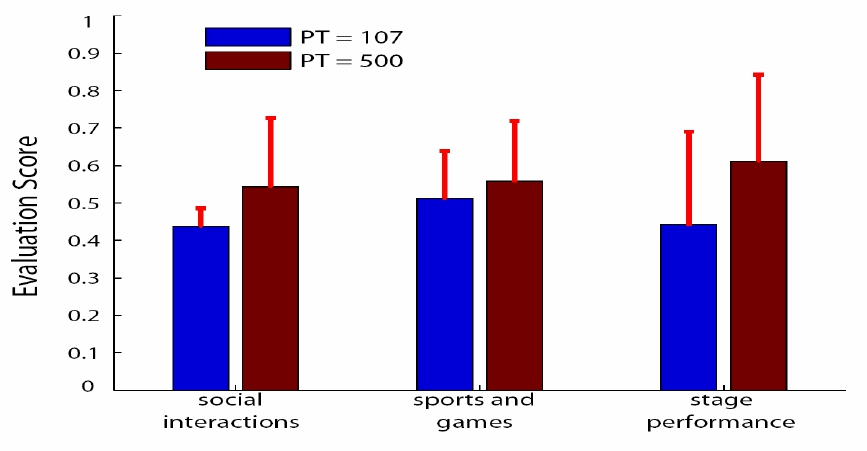 1
0.9
0.8
0.7
0.6
0.5
0.4
0.3
0.2
0.1
0
Evaluation Score
PT = 107
PT = 500
social
interactions
sports and
games
stage
performance